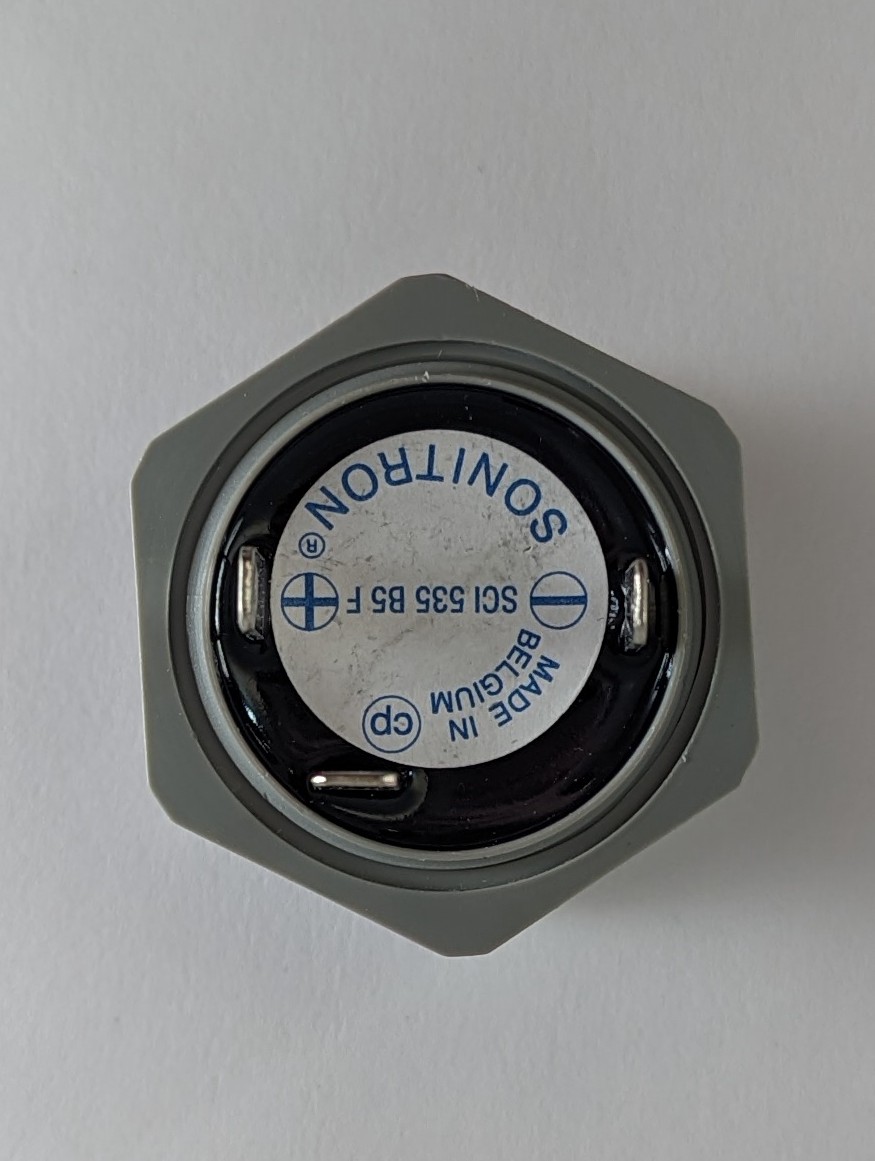 SONITRON®
SCI 535 B5 F
MADE IN
BELGIUM
cp